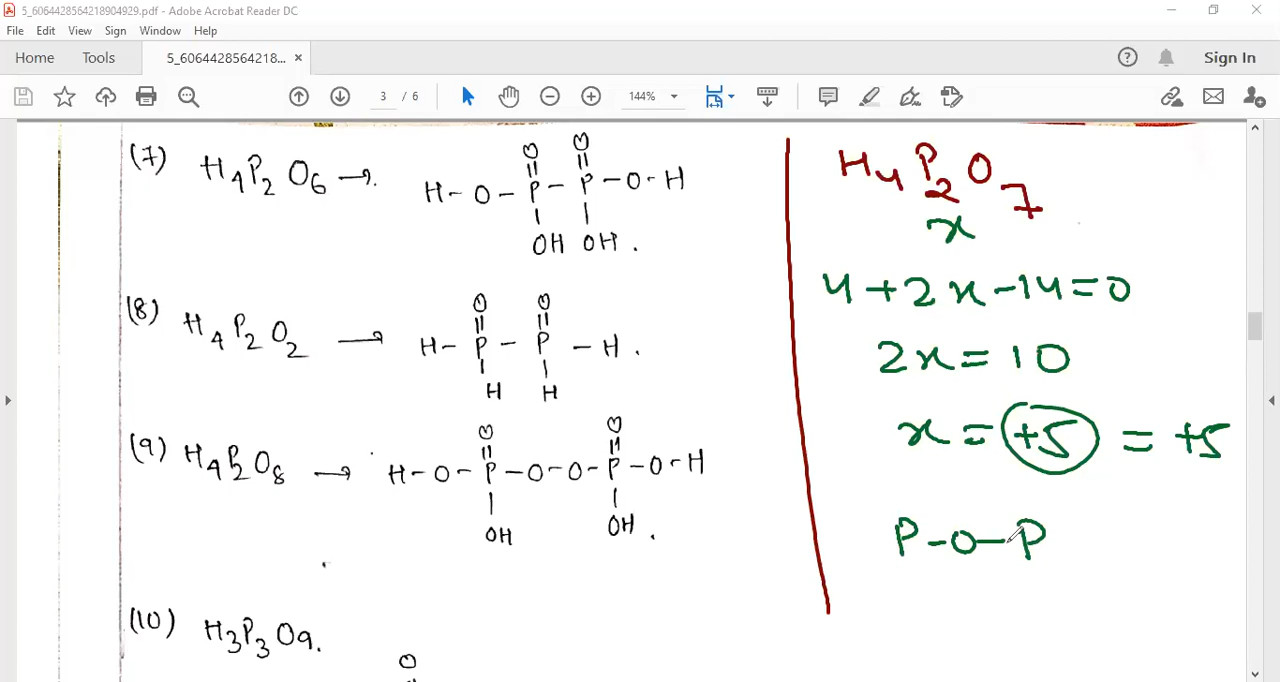 5_6064428564218904929.pdf - Adobe Acrobat Reader DC
File Edit View Sign Window Help
Home Tools 5_6064428564218... × Sign In
3 / 6 144%
(7) H4P2O6 →. H-O-P-P-O-H
O O
OH OH.
(8) H4P2O2 → H-P-P-H.
O O
H H
(9) H4P2O8 → H-O-P-O-O-P-O-H
O O
OH OH.
(10) H3P3O9.
O
H4P2O7
x
4+2x-14=0
2x=10
x=+5=+5
P-O-P